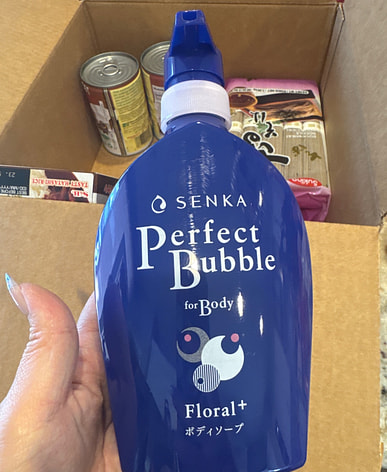 SENKA
Perfect
Bubble
for Body
Floral+
ボディソープ